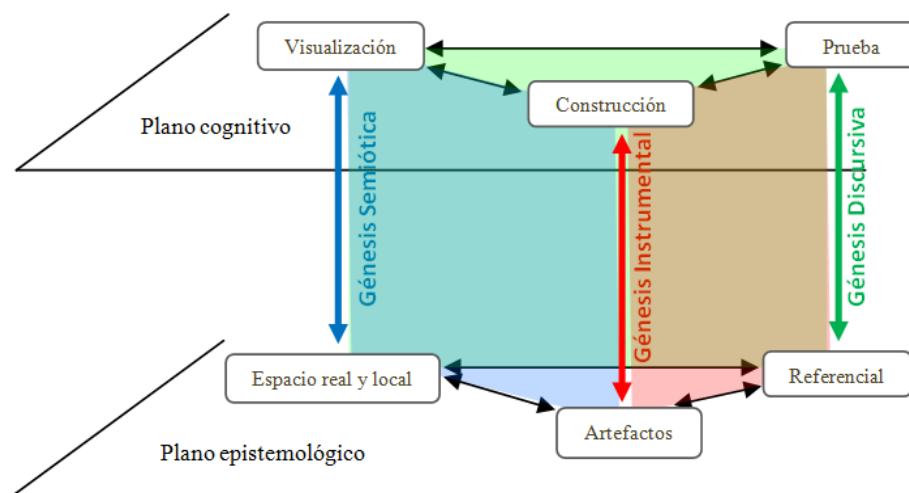 Visualización
Prueba
Construcción
Plano cognitivo
Génesis Semiótica
Génesis Instrumental
Génesis Discursiva
Espacio real y local
Referencial
Artefactos
Plano epistemológico